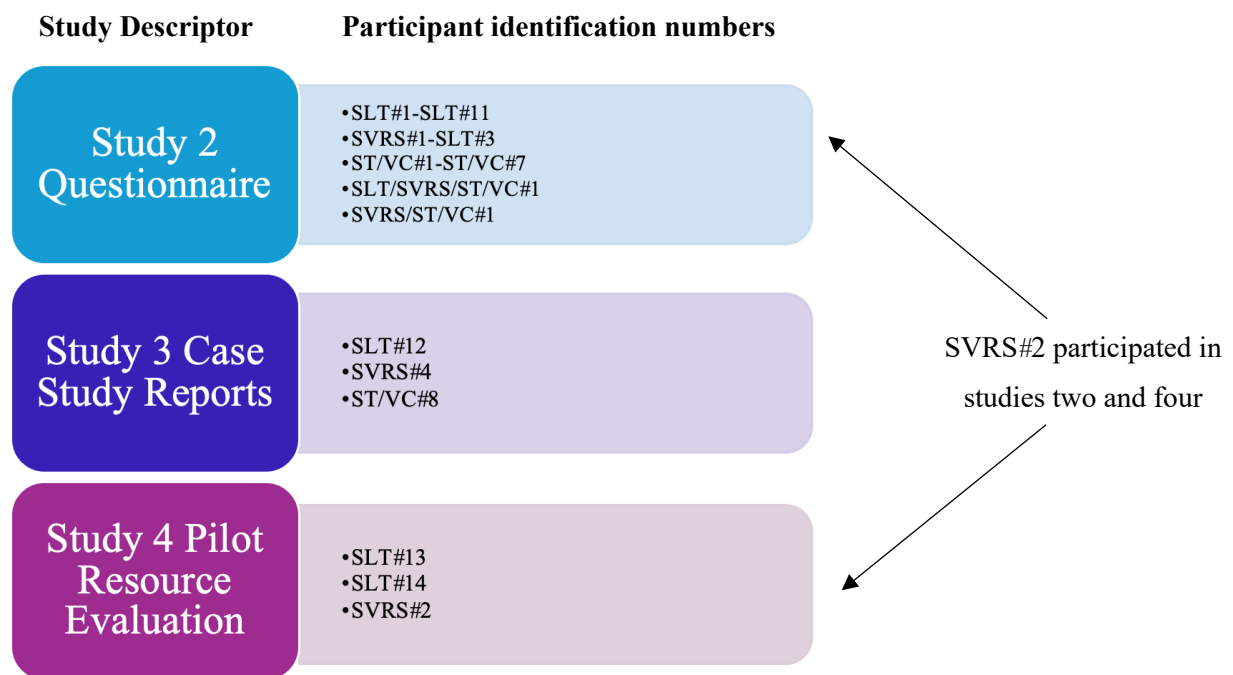 Study Descriptor
Participant identification numbers
Study 2
Questionnaire
•SLT#1-SLT#11
•SVRS#1-SLT#3
•ST/VC#1-ST/VC#7
•SLT/SVRS/ST/VC#1
•SVRS/ST/VC#1
Study 3 Case
Study Reports
•SLT#12
•SVRS#4
•ST/VC#8
SVRS#2 participated in
studies two and four
Study 4 Pilot
Resource
Evaluation
•SLT#13
•SLT#14
•SVRS#2